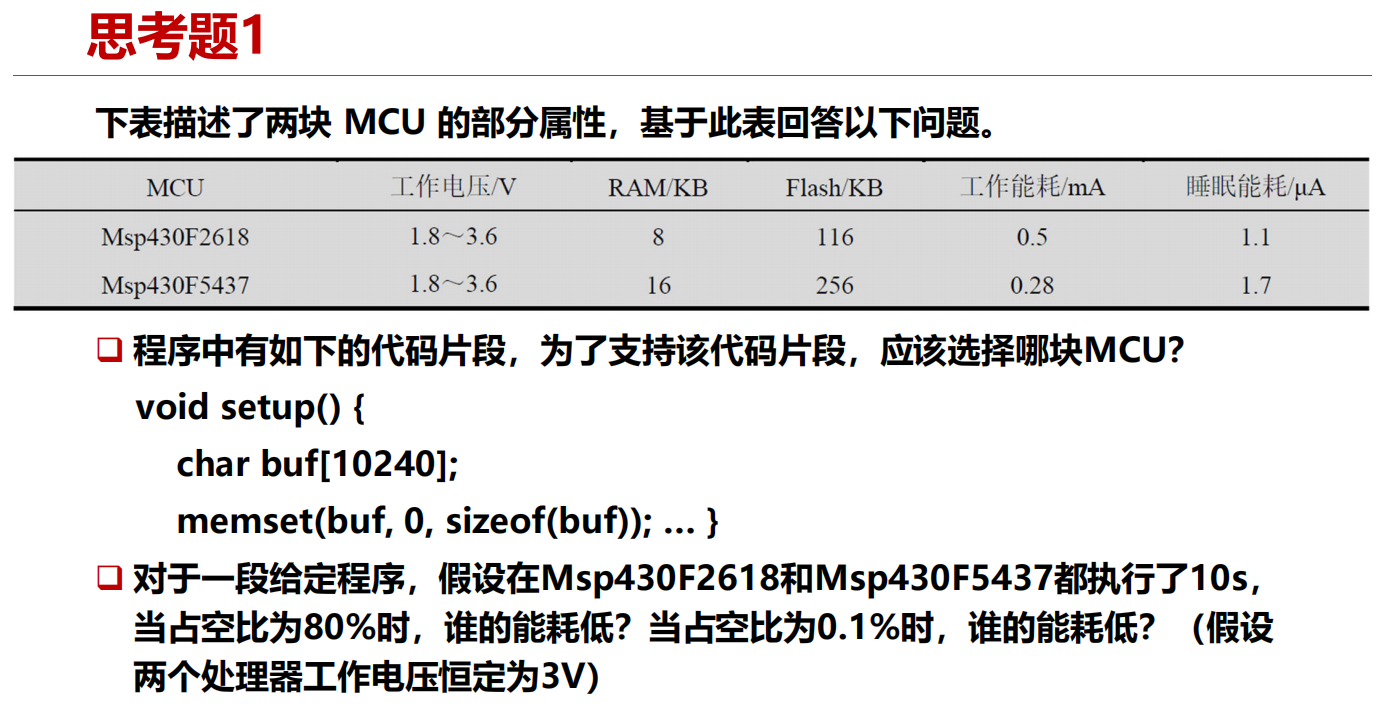 思考题1
下表描述了两块 MCU 的部分属性，基于此表回答以下问题。
MCU 工作电压/V RAM/KB Flash/KB 工作能耗/mA 睡眠能耗/μA
Msp430F2618 1.8～3.6 8 116 0.5 1.1
Msp430F5437 1.8～3.6 16 256 0.28 1.7
❑ 程序中有如下的代码片段，为了支持该代码片段，应该选择哪块MCU？
void setup() {
char buf[10240];
memset(buf, 0, sizeof(buf)); … }
❑ 对于一段给定程序，假设在Msp430F2618和Msp430F5437都执行了10s，
当占空比为80%时，谁的能耗低？当占空比为0.1%时，谁的能耗低？（假设
两个处理器工作电压恒定为3V）